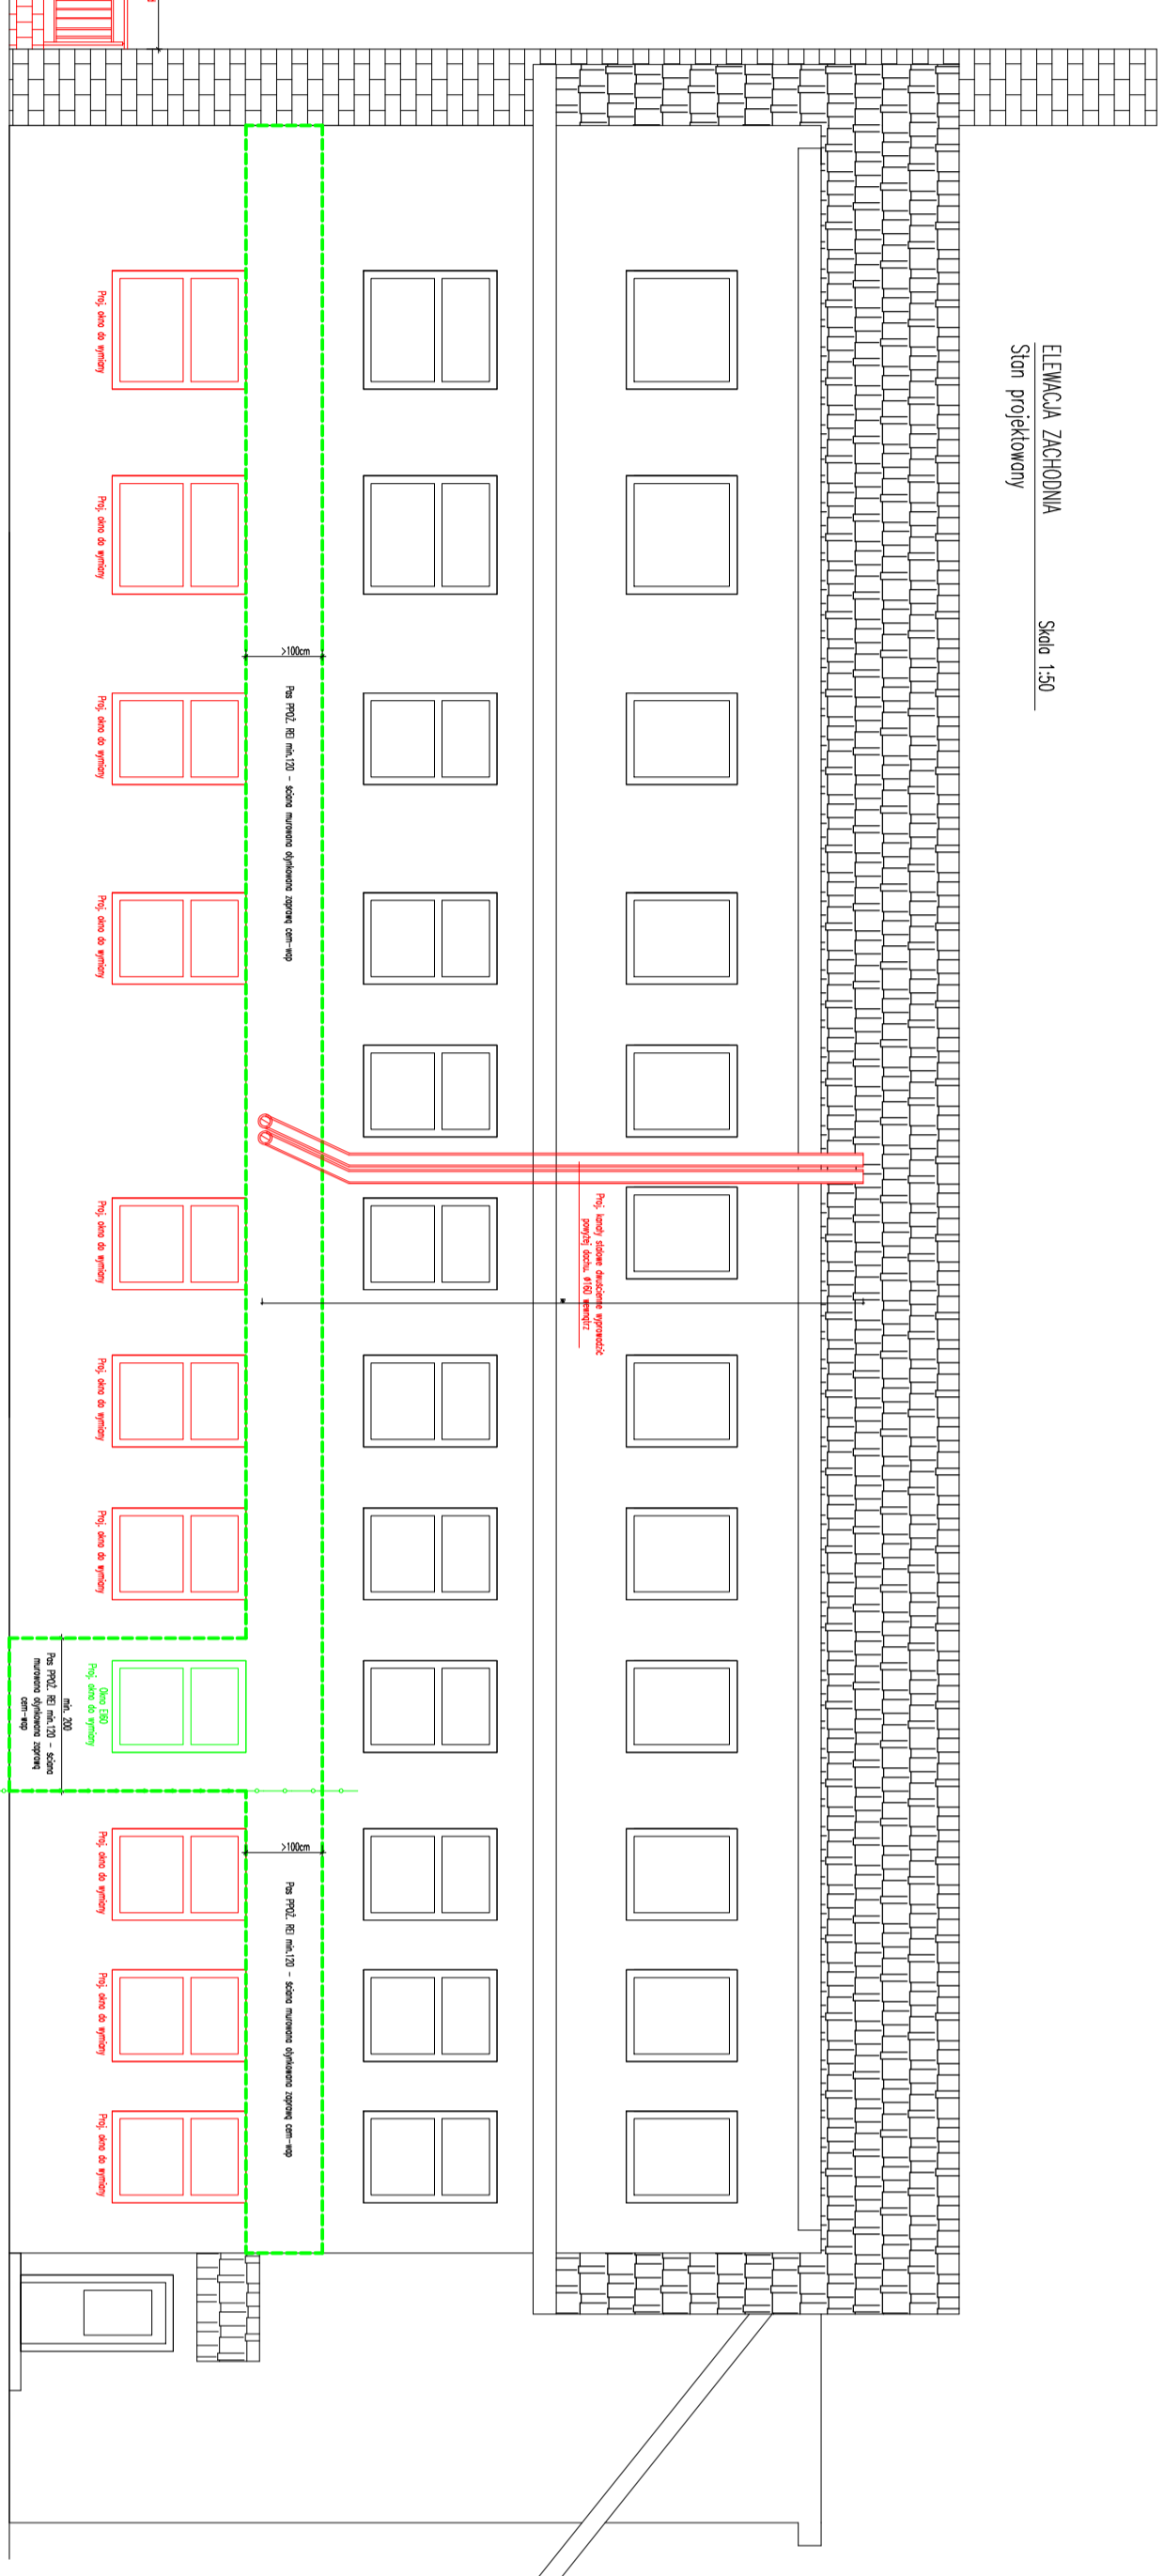 ELEWACJA ZACHODNIA
Skala 1:50
Stan projektowany
Proj. kanały stalowe dwuścienne wyprowadzić
powyżej dachu. ø160 wewnątrz
>100cm
Pas PPOŻ. REI min.120 - ściana murowana otynkowana zaprawą cem-wap
>100cm
Pas PPOŻ. REI min.120 - ściana murowana otynkowana zaprawą cem-wap
Proj. okno do wymiany
Proj. okno do wymiany
Proj. okno do wymiany
Proj. okno do wymiany
Proj. okno do wymiany
Proj. okno do wymiany
Proj. okno do wymiany
Okno EI60
Proj. okno do wymiany
Proj. okno do wymiany
Proj. okno do wymiany
Proj. okno do wymiany
min. 200
Pas PPOŻ. REI min.120 - ściana
murowana otynkowana zaprawą
cem-wap